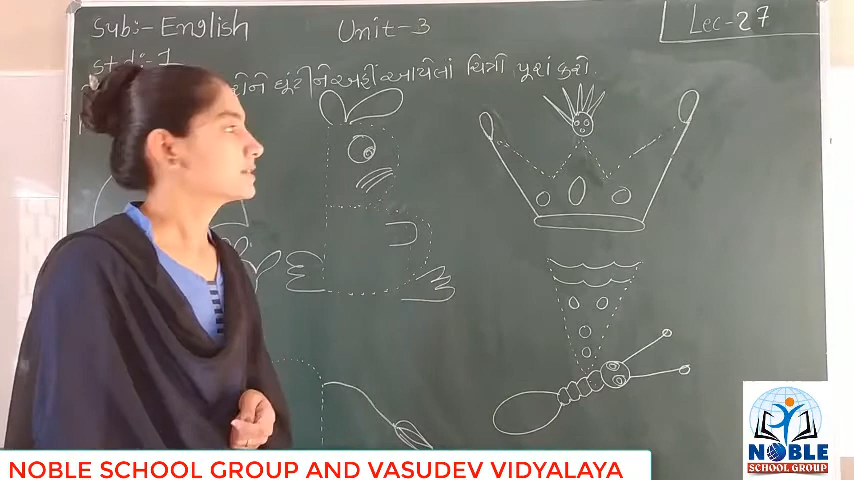 Sub:- English
Unit-3
Lec-27
Std:- 1
ઘૂંટીને અહીં આપેલાં ચિત્રો પૂરાં કરો.
NOBLE SCHOOL GROUP AND VASUDEV VIDYALAYA
NOBLE
SCHOOL GROUP